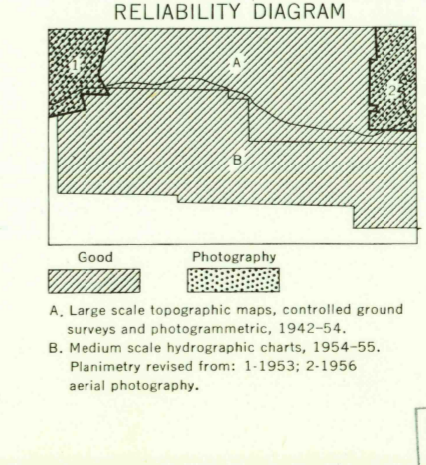 RELIABILITY DIAGRAM
1
A
2
B
Good Photography
A. Large scale topographic maps, controlled ground
surveys and photogrammetric, 1942–54.
B. Medium scale hydrographic charts, 1954–55.
Planimetry revised from: 1-1953; 2-1956
aerial photography.